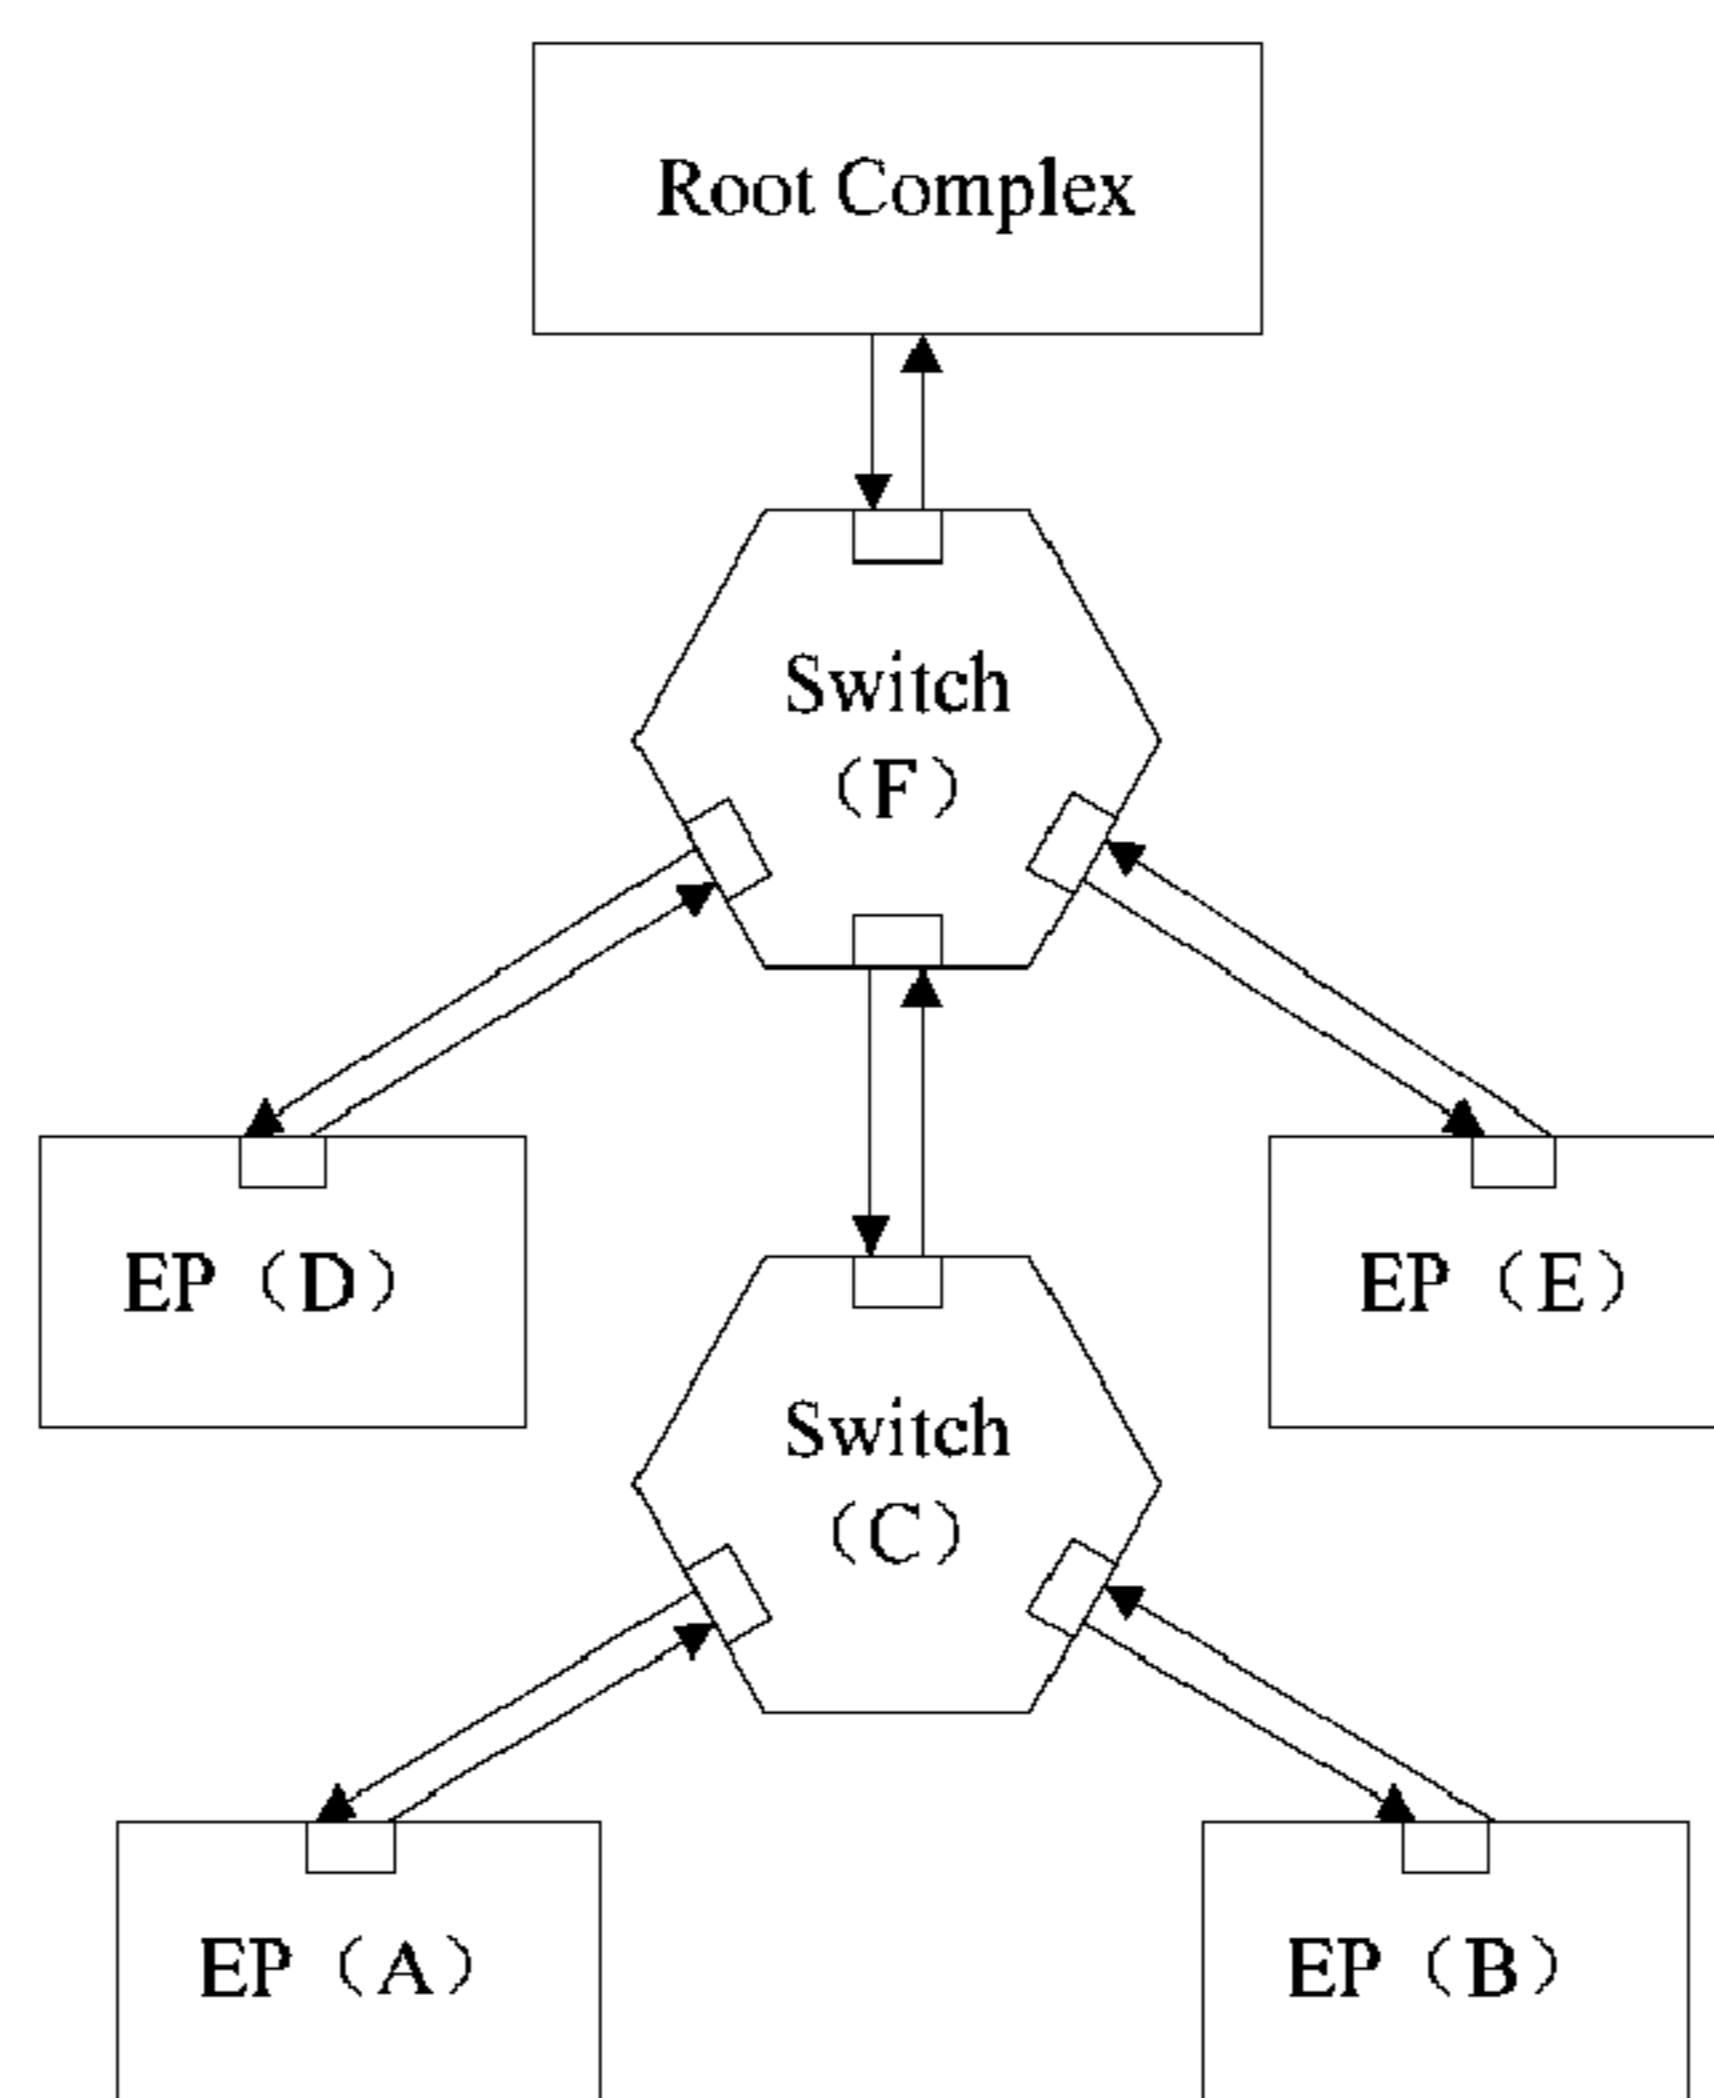 Root Complex
Switch
（F）
EP（D）
EP（E）
Switch
（C）
EP（A）
EP（B）